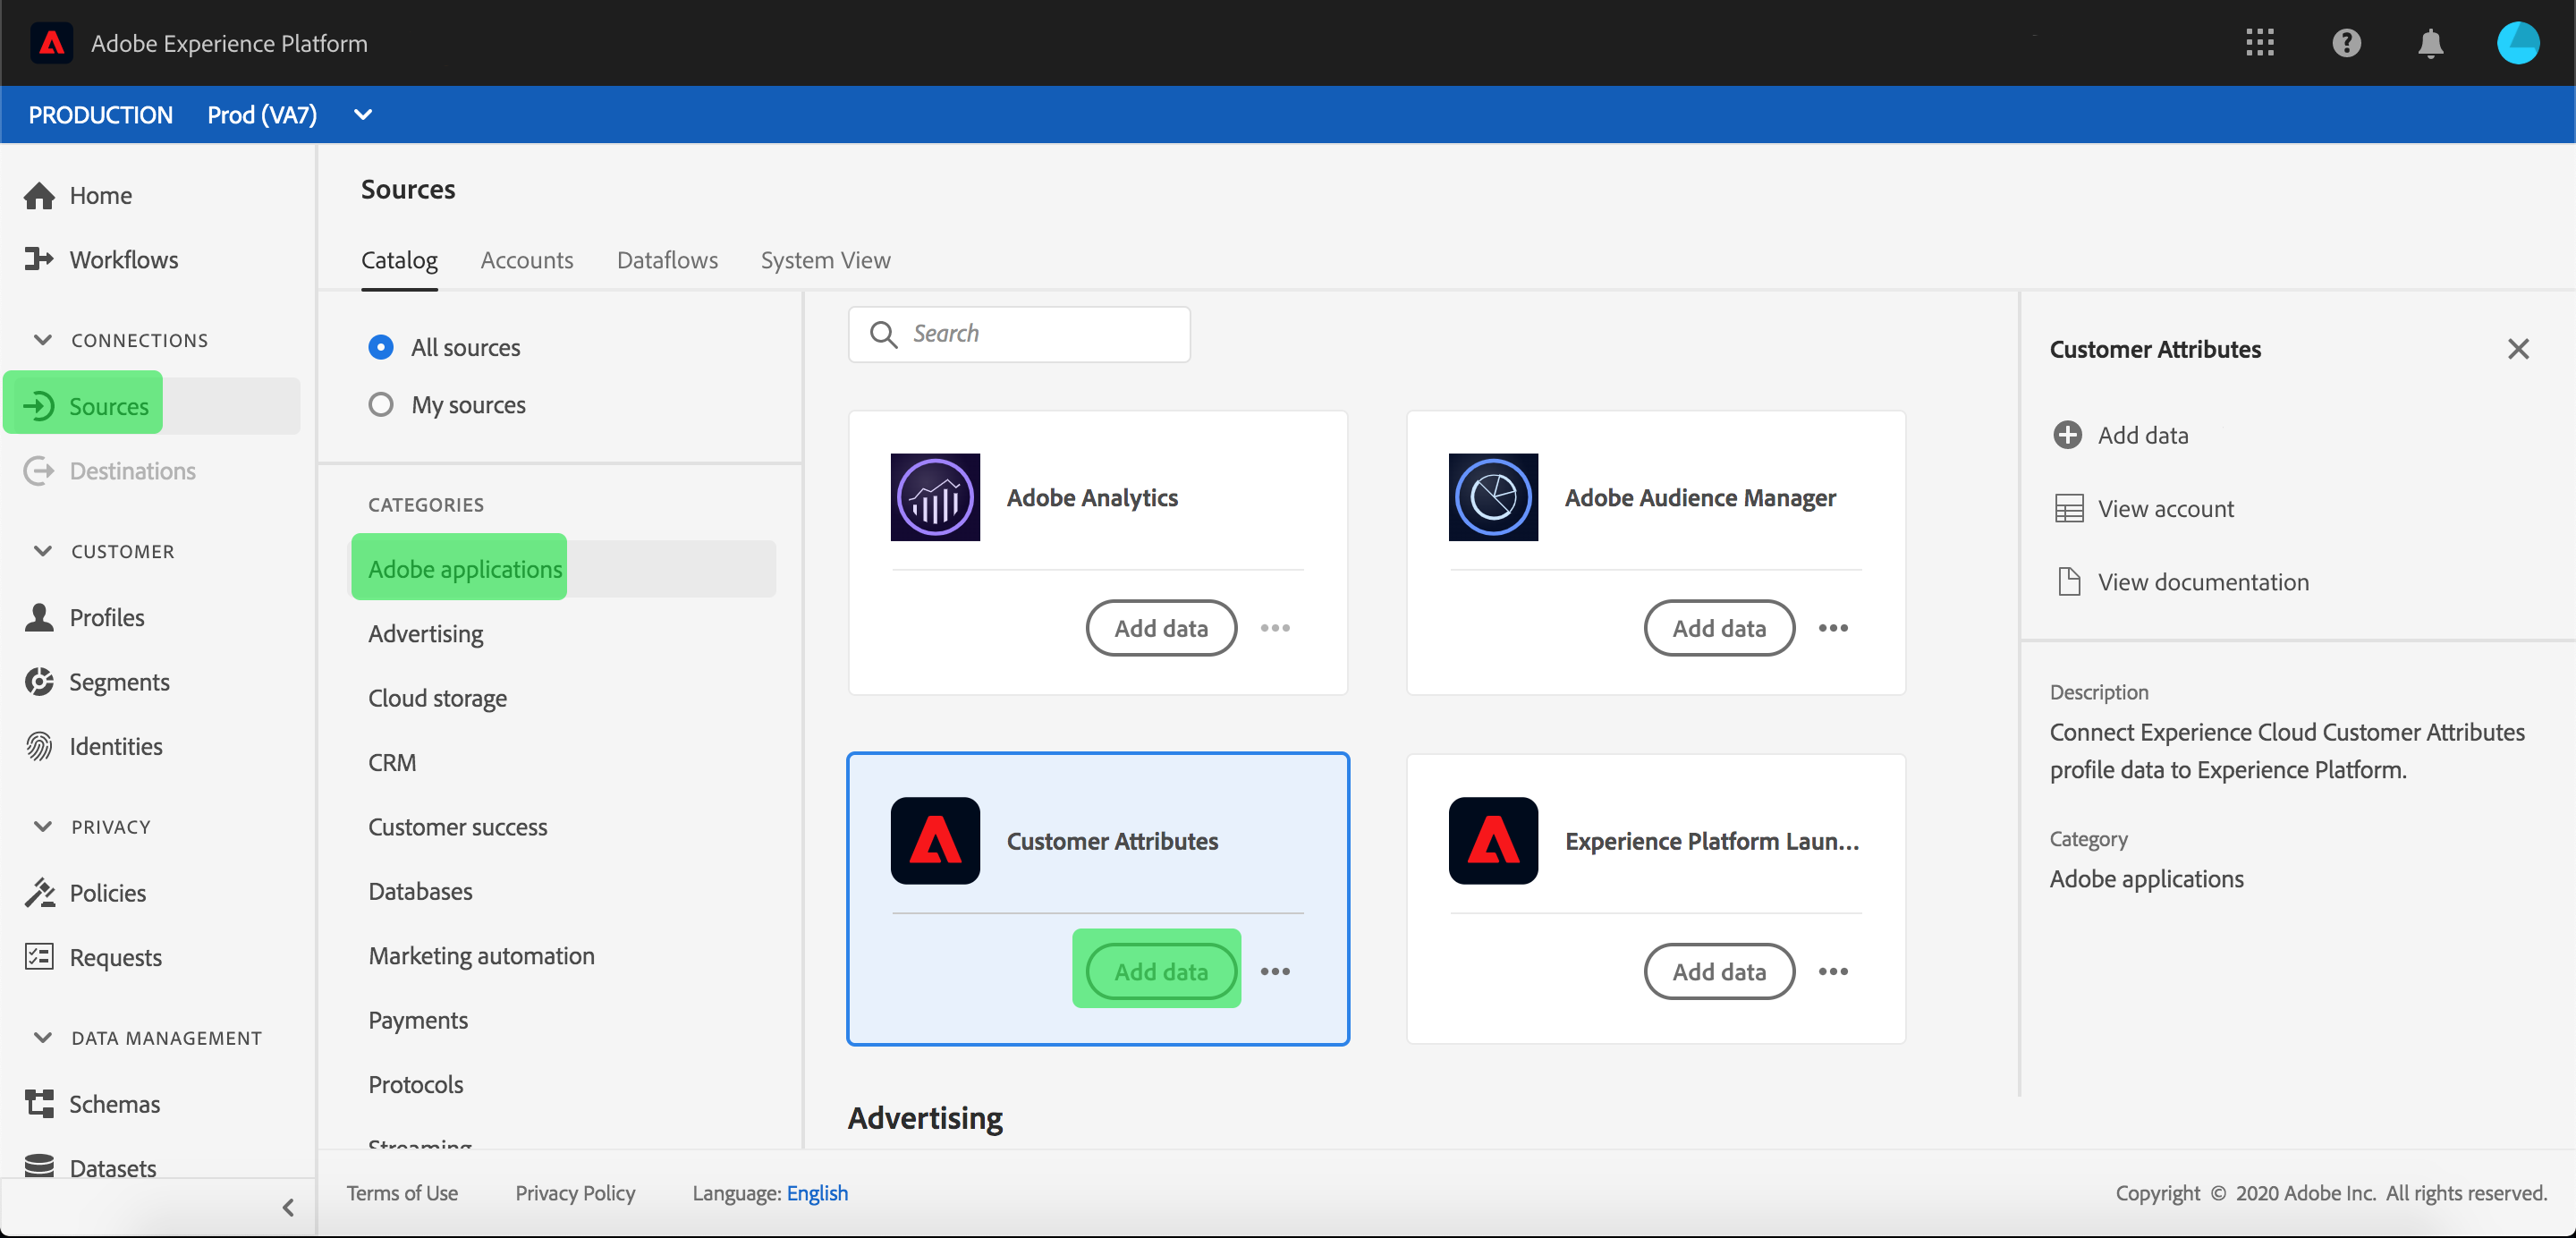 Adobe Experience Platform
PRODUCTION Prod (VA7)
Home
Workflows
CONNECTIONS
Sources
Destinations
CUSTOMER
Profiles
Segments
Identities
PRIVACY
Policies
Requests
DATA MANAGEMENT
Schemas
Datasets
Sources
Catalog Accounts Dataflows System View
All sources
My sources
CATEGORIES
Adobe applications
Advertising
Cloud storage
CRM
Customer success
Databases
Marketing automation
Payments
Protocols
Streaming
Search
Adobe Analytics
Add data
Adobe Audience Manager
Add data
Customer Attributes
Add data
Experience Platform Laun...
Add data
Advertising
Customer Attributes
Add data
View account
View documentation
Description
Connect Experience Cloud Customer Attributes
profile data to Experience Platform.
Category
Adobe applications
Terms of Use Privacy Policy Language: English
Copyright © 2020 Adobe Inc. All rights reserved.